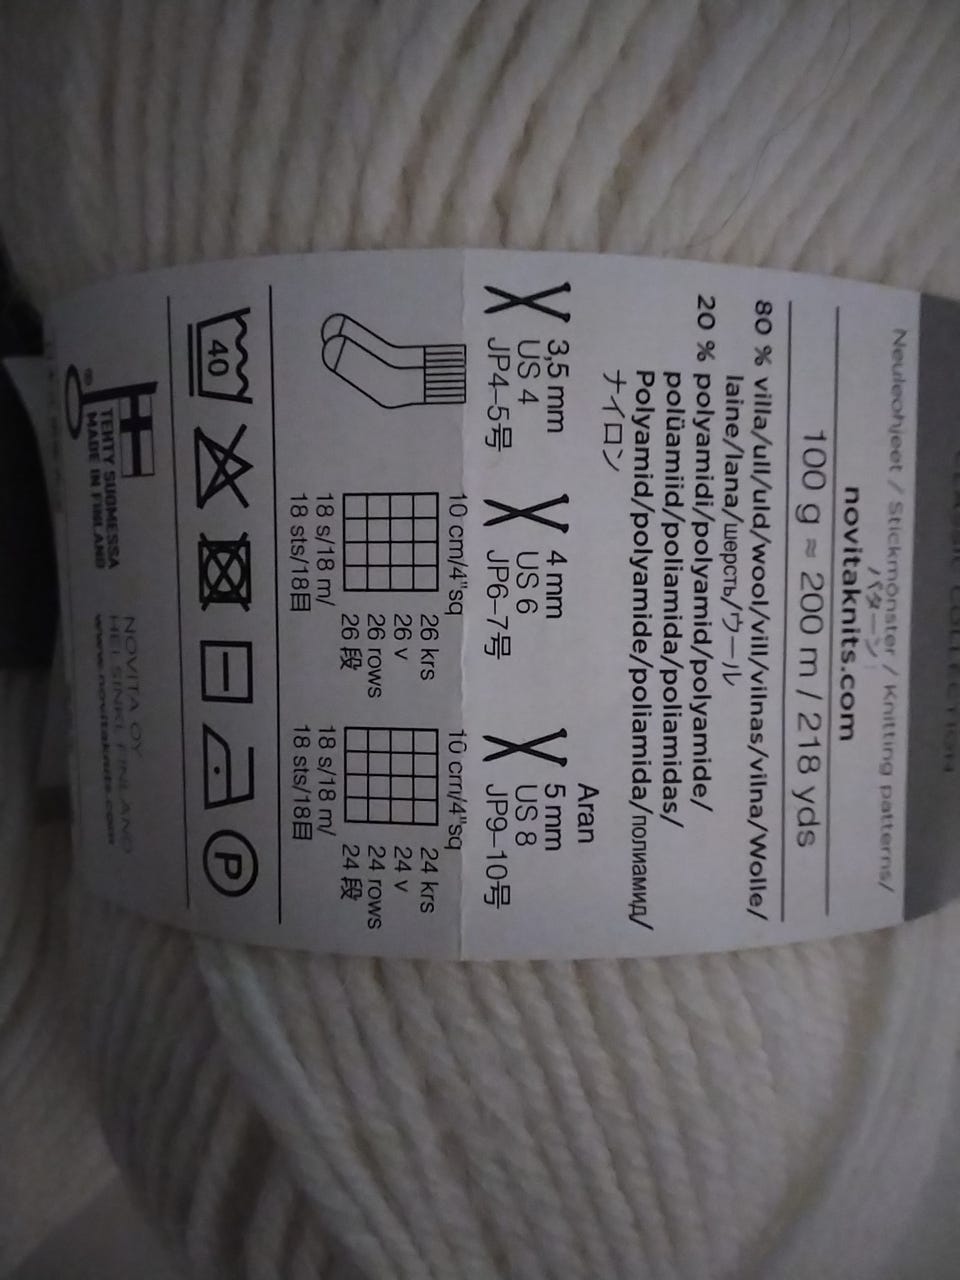 Neuleohjeet / Stickmönster / Knitting patterns/
パターン:
novitaknits.com
100 g ≈ 200 m / 218 yds
80 % villa/ull/uld/wool/vill/vilnas/vilna/Wolle/
laine/lana/шерсть/ウール
20 % polyamidi/polyamid/polyamide/
polüamiid/poliamida/poliamidas/
Polyamid/polyamide/poliamida/полиамид/
ナイロン
3,5 mm
US 4
JP4–5号
4 mm
US 6
JP6–7号
Aran
5 mm
US 8
JP9–10号
10 cm/4"sq
26 krs
26 v
26 rows
26 段
18 s/18 m/
18 sts/18目
10 cm/4"sq
24 krs
24 v
24 rows
24 段
18 s/18 m/
18 sts/18目
40
P
®
TEHTY SUOMESSA
MADE IN FINLAND
NOVITA OY
HELSINKI, FINLAND
www.novitaknits.com